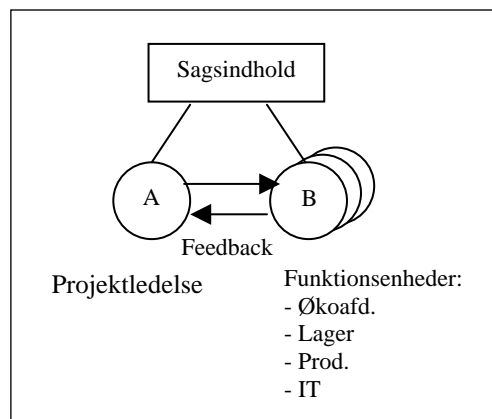 Sagsindhold
A
B
Feedback
Projektledelse
Funktionsenheder:
- Økoafd.
- Lager
- Prod.
- IT